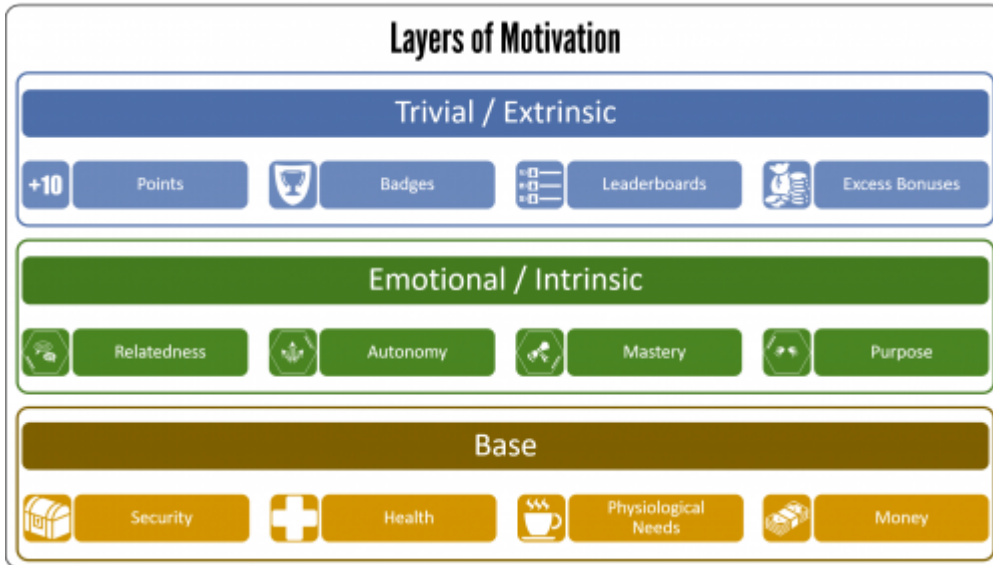 Layers of Motivation
Trivial / Extrinsic
+10 Points Badges Leaderboards Excess Bonuses
Emotional / Intrinsic
Relatedness Autonomy Mastery Purpose
Base
Security Health Physiological Needs Money